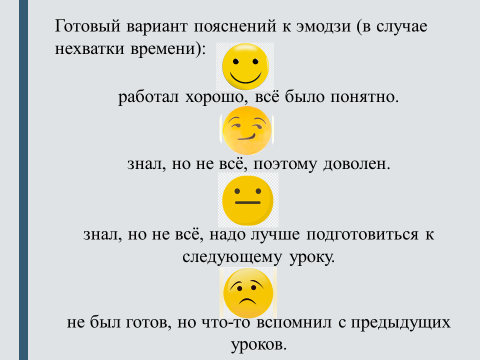 Готовый вариант пояснений к эмодзи (в случае
нехватки времени):
работал хорошо, всё было понятно.
знал, но не всё, поэтому доволен.
знал, но не всё, надо лучше подготовиться к
следующему уроку.
не был готов, но что-то вспомнил с предыдущих
уроков.